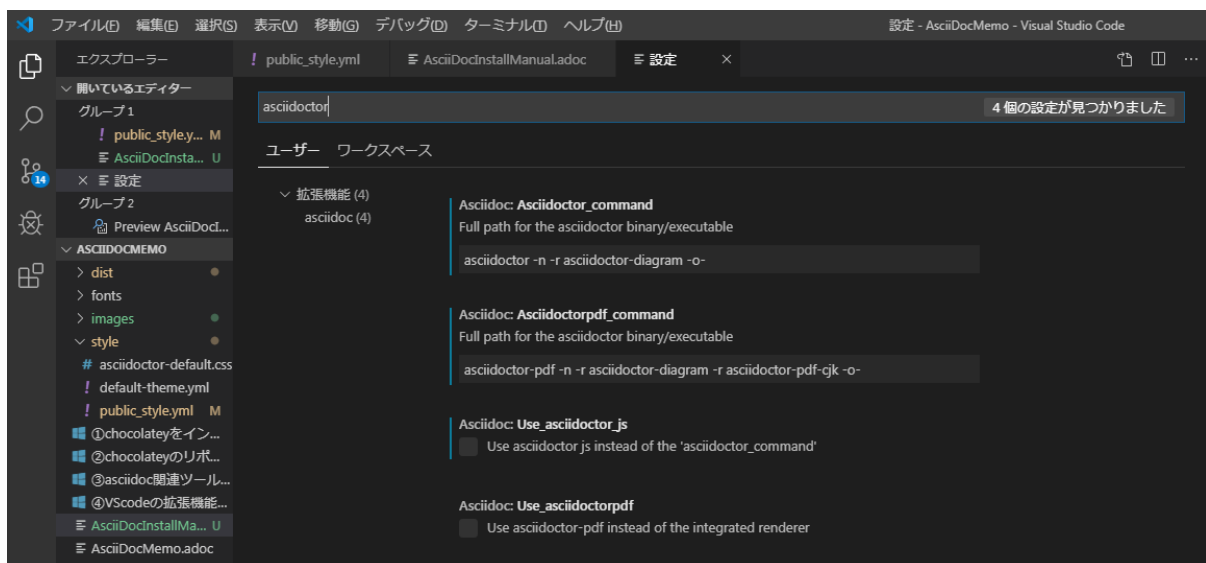 ファイル(F) 編集(E) 選択(S) 表示(V) 移動(G) デバッグ(D) ターミナル(T) ヘルプ(H) 設定 - AsciiDocMemo - Visual Studio Code
エクスプローラー
! public_style.yml AsciiDocInstallManual.adoc 設定 ×
開いているエディター
グループ 1
! public_style.y... M
AsciiDocInsta... U
× 設定
グループ 2
Preview AsciiDocI...
ASCIIDOCMEMO
dist
fonts
images
style
# asciidoctor-default.css
! default-theme.yml
! public_style.yml M
①chocolateyをイン...
②chocolateyのリポ...
③asciidoc関連ツール...
④VScodeの拡張機能...
AsciiDocInstallMa... U
AsciiDocMemo.adoc
14
asciidoctor
4 個の設定が見つかりました
ユーザー ワークスペース
拡張機能 (4)
asciidoc (4)
Asciidoc: Asciidoctor_command
Full path for the asciidoctor binary/executable
asciidoctor -n -r asciidoctor-diagram -o-
Asciidoc: Asciidoctorpdf_command
Full path for the asciidoctor binary/executable
asciidoctor-pdf -n -r asciidoctor-diagram -r asciidoctor-pdf-cjk -o-
Asciidoc: Use_asciidoctor_js
Use asciidoctor js instead of the 'asciidoctor_command'
Asciidoc: Use_asciidoctorpdf
Use asciidoctor-pdf instead of the integrated renderer